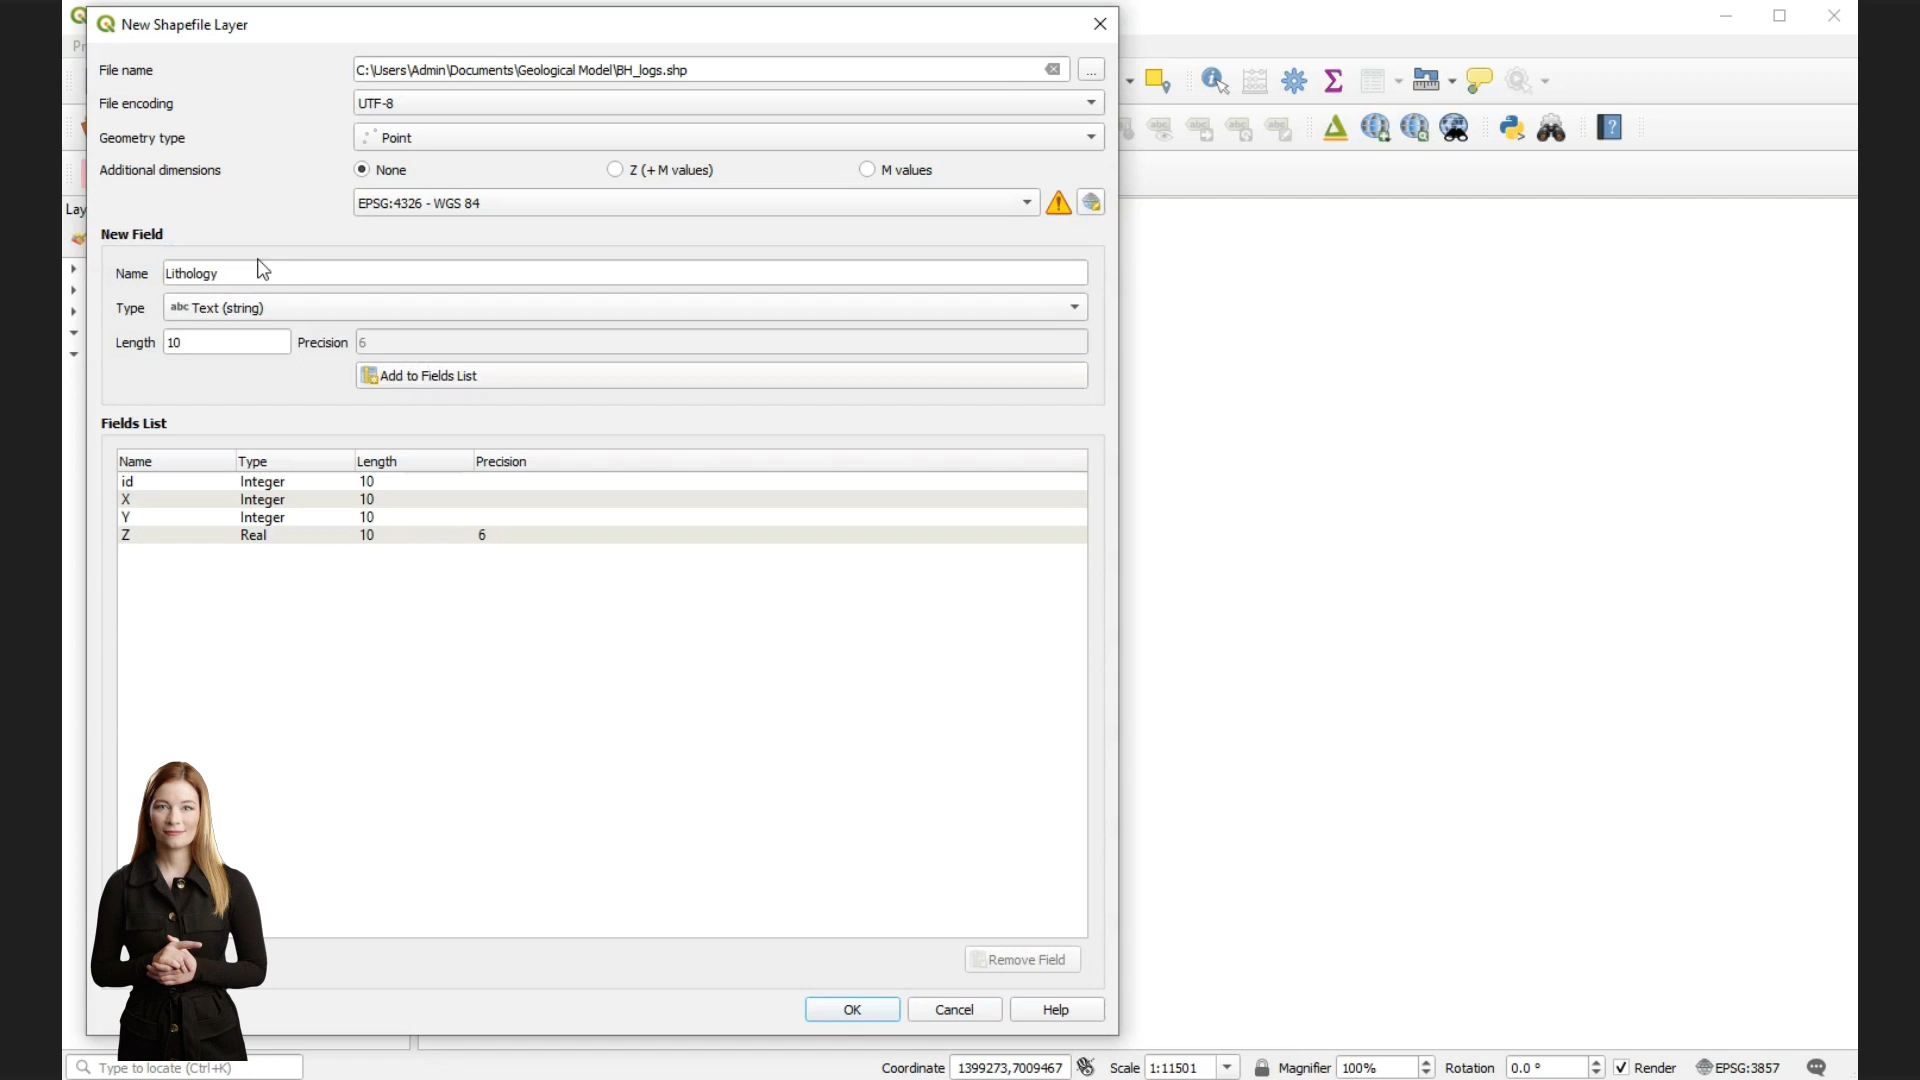 New Shapefile Layer
File name C:\Users\Admin\Documents\Geological Model\BH_logs.shp ...
File encoding UTF-8
Geometry type Point
Additional dimensions None Z (+ M values) M values
EPSG:4326 - WGS 84
Lay
New Field
Name Lithology
Type abc Text (string)
Length 10 Precision 6
Add to Fields List
Fields List
Name Type Length Precision
id Integer 10
X Integer 10
Y Integer 10
Z Real 10 6
Remove Field
OK Cancel Help
Type to locate (Ctrl+K) Coordinate 1399273,7009467 Scale 1:11501 Magnifier 100% Rotation 0.0 ° Render EPSG:3857